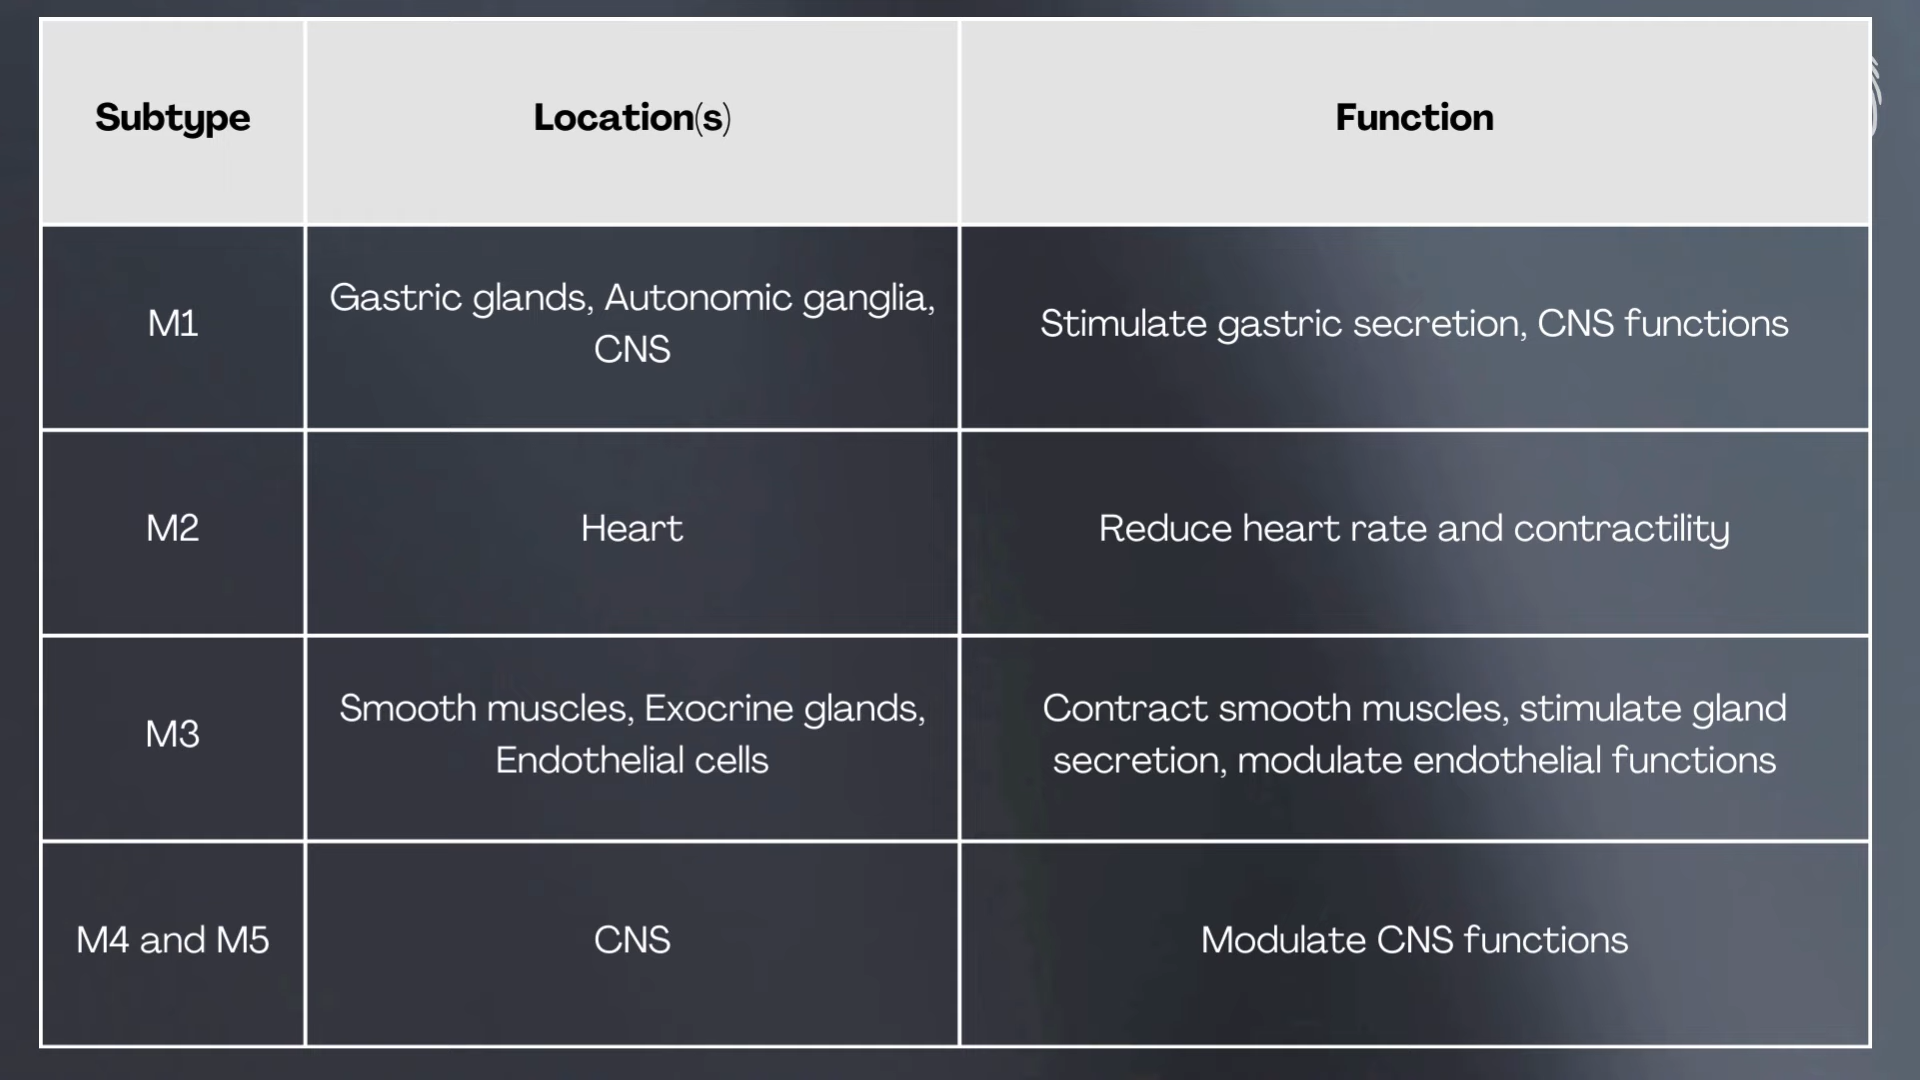 Subtype
Location(s)
Function
M1
Gastric glands, Autonomic ganglia,
CNS
Stimulate gastric secretion, CNS functions
M2
Heart
Reduce heart rate and contractility
M3
Smooth muscles, Exocrine glands,
Endothelial cells
Contract smooth muscles, stimulate gland
secretion, modulate endothelial functions
M4 and M5
CNS
Modulate CNS functions